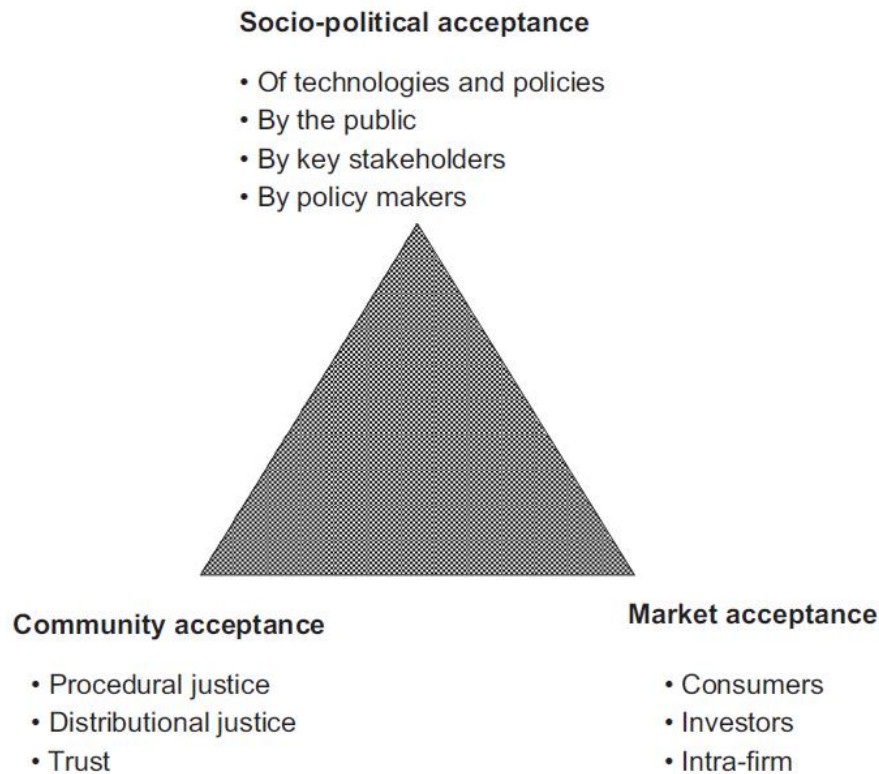 Socio-political acceptance
• Of technologies and policies
• By the public
• By key stakeholders
• By policy makers
Community acceptance
• Procedural justice
• Distributional justice
• Trust
Market acceptance
• Consumers
• Investors
• Intra-firm